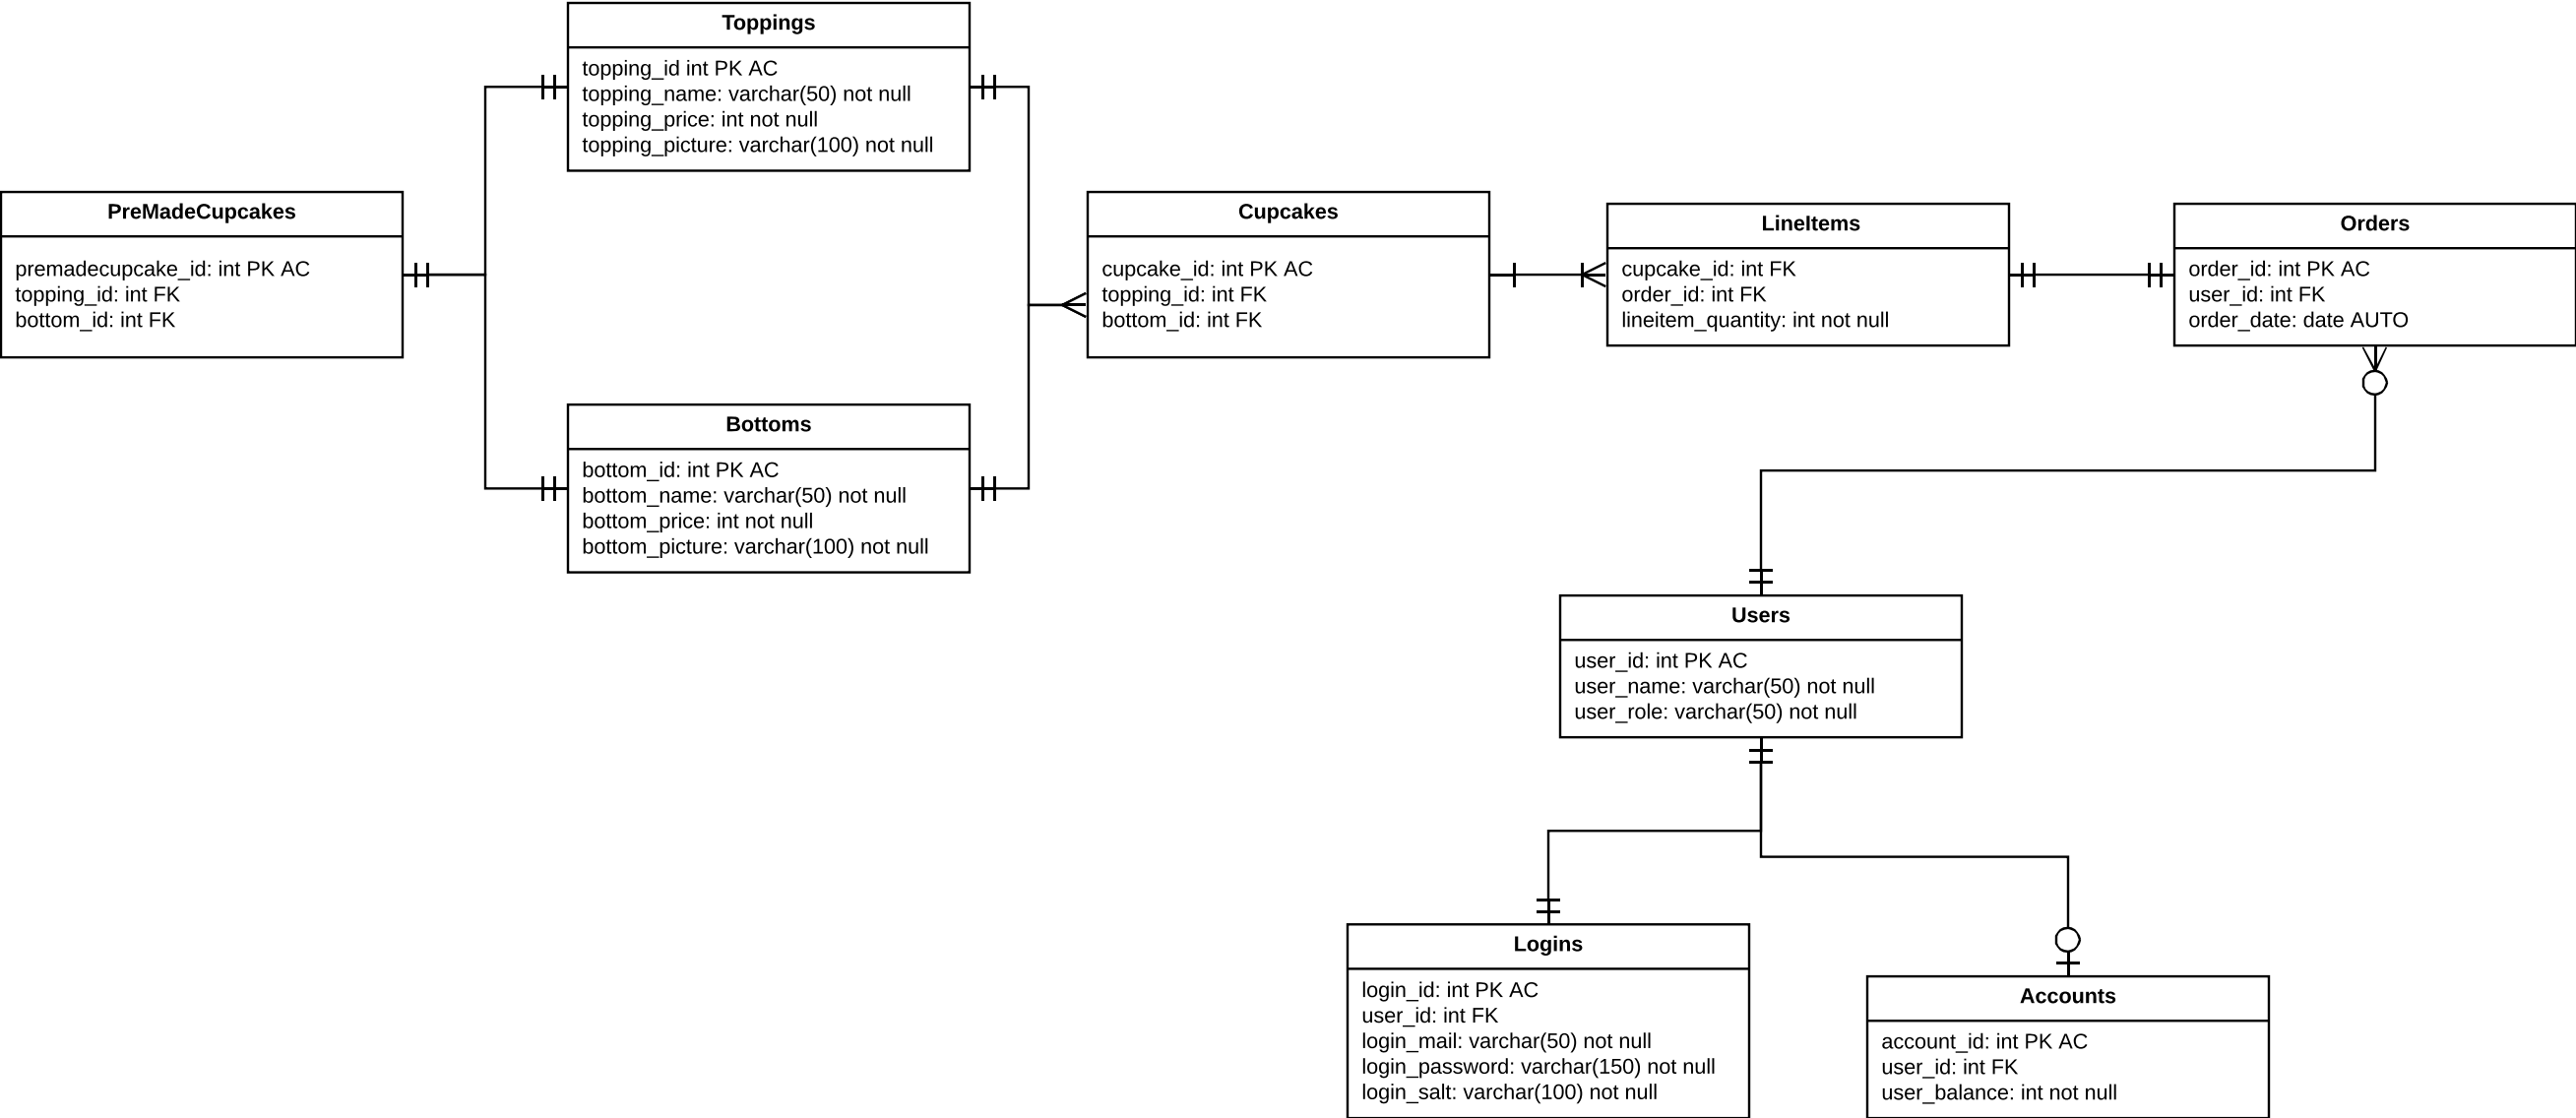 Toppings
topping_id int PK AC
topping_name: varchar(50) not null
topping_price: int not null
topping_picture: varchar(100) not null
PreMadeCupcakes
premadecupcake_id: int PK AC
topping_id: int FK
bottom_id: int FK
Bottoms
bottom_id: int PK AC
bottom_name: varchar(50) not null
bottom_price: int not null
bottom_picture: varchar(100) not null
Cupcakes
cupcake_id: int PK AC
topping_id: int FK
bottom_id: int FK
LineItems
cupcake_id: int FK
order_id: int FK
lineitem_quantity: int not null
Orders
order_id: int PK AC
user_id: int FK
order_date: date AUTO
Users
user_id: int PK AC
user_name: varchar(50) not null
user_role: varchar(50) not null
Logins
login_id: int PK AC
user_id: int FK
login_mail: varchar(50) not null
login_password: varchar(150) not null
login_salt: varchar(100) not null
Accounts
account_id: int PK AC
user_id: int FK
user_balance: int not null